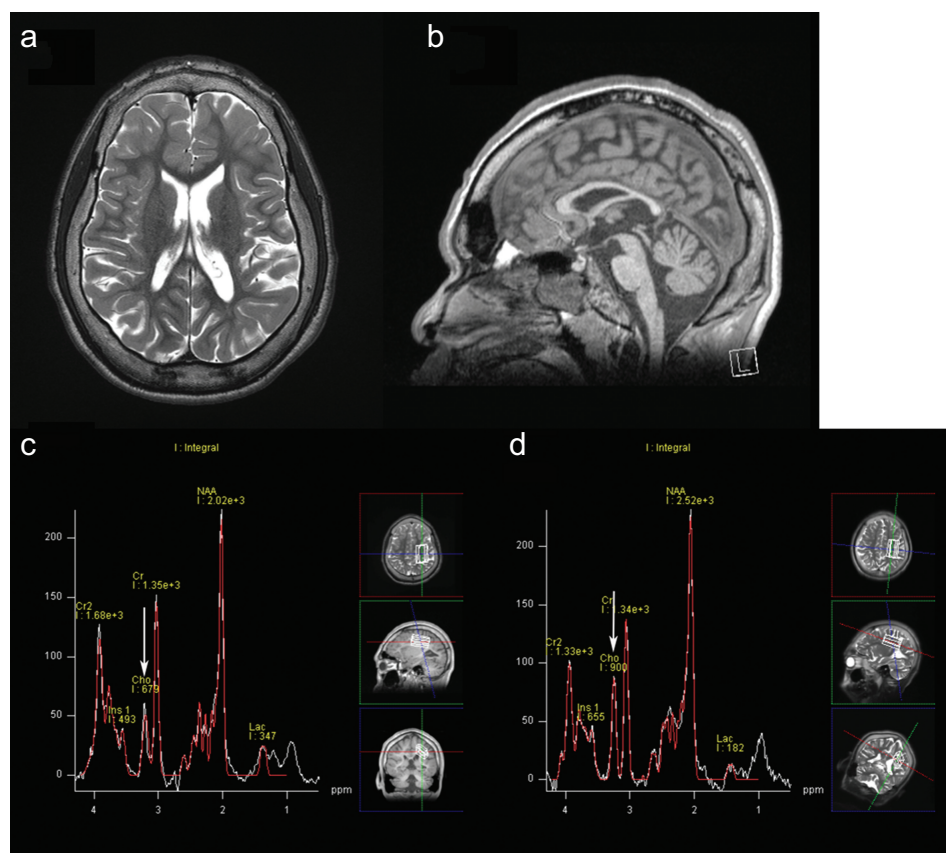 a
b
c
I : Integral
NAA
I : 2.02e+3
200
Cr
I : 1.35e+3
Cr2
I : 1.68e+3
150
100
Cho
I : 679
Ins 1
I : 493
50
Lac
I : 347
0
ppm
4 3 2 1
d
I : Integral
NAA
I : 2.52e+3
200
Cr
I : 1.34e+3
150
Cr2
I : 1.33e+3
100
Cho
I : 900
Ins 1
I : 655
50
Lac
I : 182
0
ppm
4 3 2 1